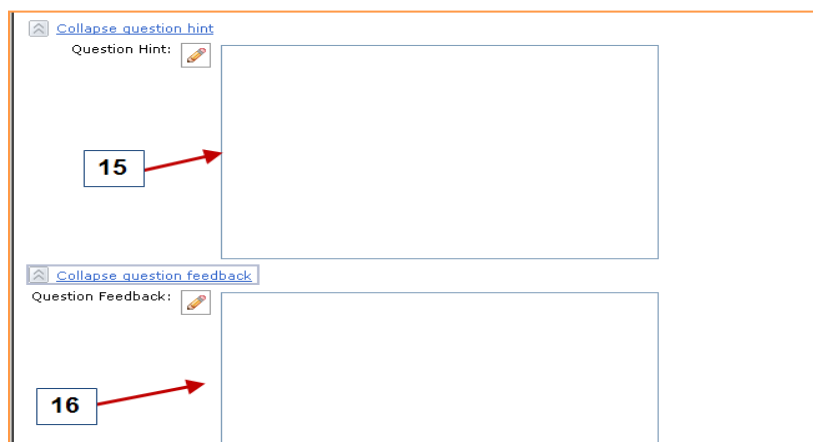 Collapse question hint
Question Hint:
15
Collapse question feedback
Question Feedback:
16